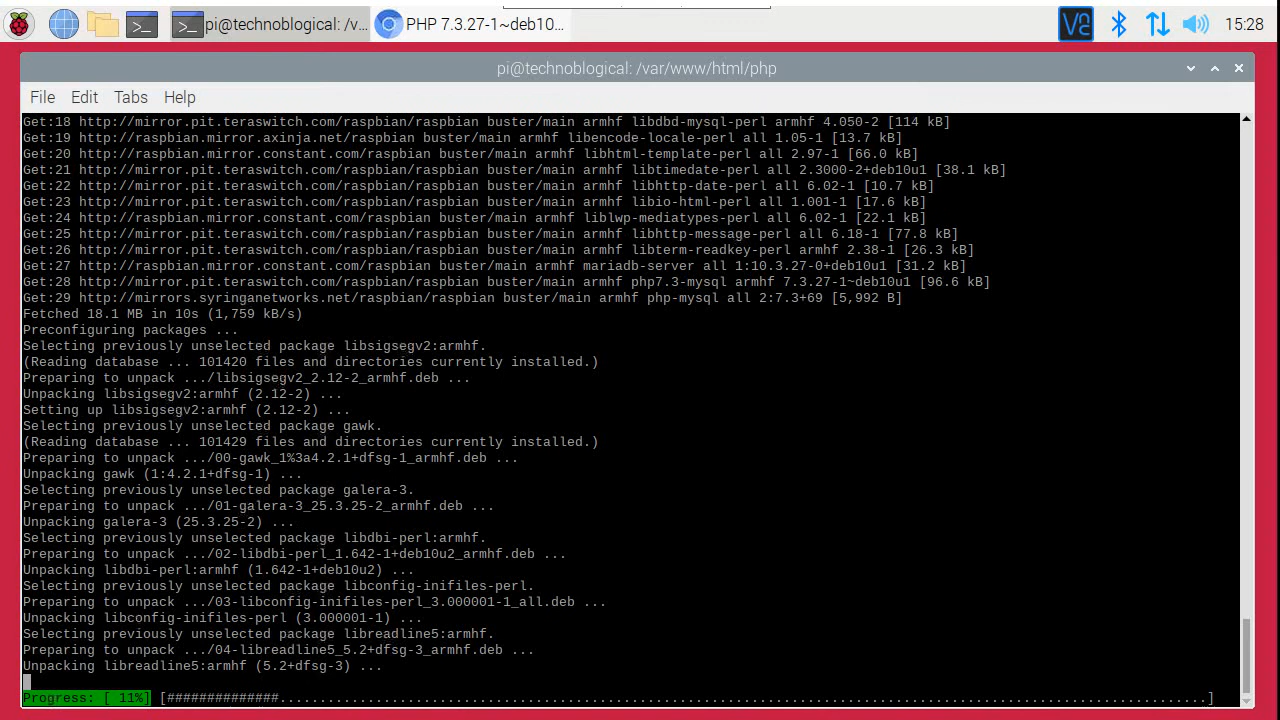 pi@technoblogical: /v...
PHP 7.3.27-1~deb10...
15:28
pi@technoblogical: /var/www/html/php
File Edit Tabs Help
Get:18 http://mirror.pit.teraswitch.com/raspbian/raspbian buster/main armhf libdbd-mysql-perl armhf 4.050-2 [114 kB]
Get:19 http://mirror.axinja.net/raspbian buster/main armhf libencode-locale-perl all 1.05-1 [13.7 kB]
Get:20 http://raspbian.mirror.constant.com/raspbian buster/main armhf libhtml-template-perl all 2.97-1 [66.0 kB]
Get:21 http://mirror.pit.teraswitch.com/raspbian/raspbian buster/main armhf libtimedate-perl all 2.3000-2+deb10u1 [38.1 kB]
Get:22 http://mirror.pit.teraswitch.com/raspbian/raspbian buster/main armhf libhttp-date-perl all 6.02-1 [10.7 kB]
Get:23 http://mirror.pit.teraswitch.com/raspbian/raspbian buster/main armhf libio-html-perl all 1.001-1 [17.6 kB]
Get:24 http://raspbian.mirror.constant.com/raspbian buster/main armhf liblwp-mediatypes-perl all 6.02-1 [22.1 kB]
Get:25 http://mirror.pit.teraswitch.com/raspbian/raspbian buster/main armhf libhttp-message-perl all 6.18-1 [77.8 kB]
Get:26 http://mirror.pit.teraswitch.com/raspbian/raspbian buster/main armhf libterm-readkey-perl armhf 2.38-1 [26.3 kB]
Get:27 http://raspbian.mirror.constant.com/raspbian buster/main armhf mariadb-server all 1:10.3.27-0+deb10u1 [31.2 kB]
Get:28 http://mirror.pit.teraswitch.com/raspbian/raspbian buster/main armhf php7.3-mysql armhf 7.3.27-1~deb10u1 [96.6 kB]
Get:29 http://mirrors.syringanetworks.net/raspbian/raspbian buster/main armhf php-mysql all 2:7.3+69 [5,992 B]
Fetched 18.1 MB in 10s (1,759 kB/s)
Preconfiguring packages ...
Selecting previously unselected package libsigsegv2:armhf.
(Reading database ... 101420 files and directories currently installed.)
Preparing to unpack .../libsigsegv2_2.12-2_armhf.deb ...
Unpacking libsigsegv2:armhf (2.12-2) ...
Setting up libsigsegv2:armhf (2.12-2) ...
Selecting previously unselected package gawk.
(Reading database ... 101429 files and directories currently installed.)
Preparing to unpack .../00-gawk_1%3a4.2.1+dfsg-1_armhf.deb ...
Unpacking gawk (1:4.2.1+dfsg-1) ...
Selecting previously unselected package galera-3.
Preparing to unpack .../01-galera-3_25.3.25-2_armhf.deb ...
Unpacking galera-3 (25.3.25-2) ...
Selecting previously unselected package libdbi-perl:armhf.
Preparing to unpack .../02-libdbi-perl_1.642-1+deb10u2_armhf.deb ...
Unpacking libdbi-perl:armhf (1.642-1+deb10u2) ...
Selecting previously unselected package libconfig-inifiles-perl.
Preparing to unpack .../03-libconfig-inifiles-perl_3.000001-1_all.deb ...
Unpacking libconfig-inifiles-perl (3.000001-1) ...
Selecting previously unselected package libreadline5:armhf.
Preparing to unpack .../04-libreadline5_5.2+dfsg-3_armhf.deb ...
Unpacking libreadline5:armhf (5.2+dfsg-3) ...
Progress: [ 11%] [##############....................................................................................................................]